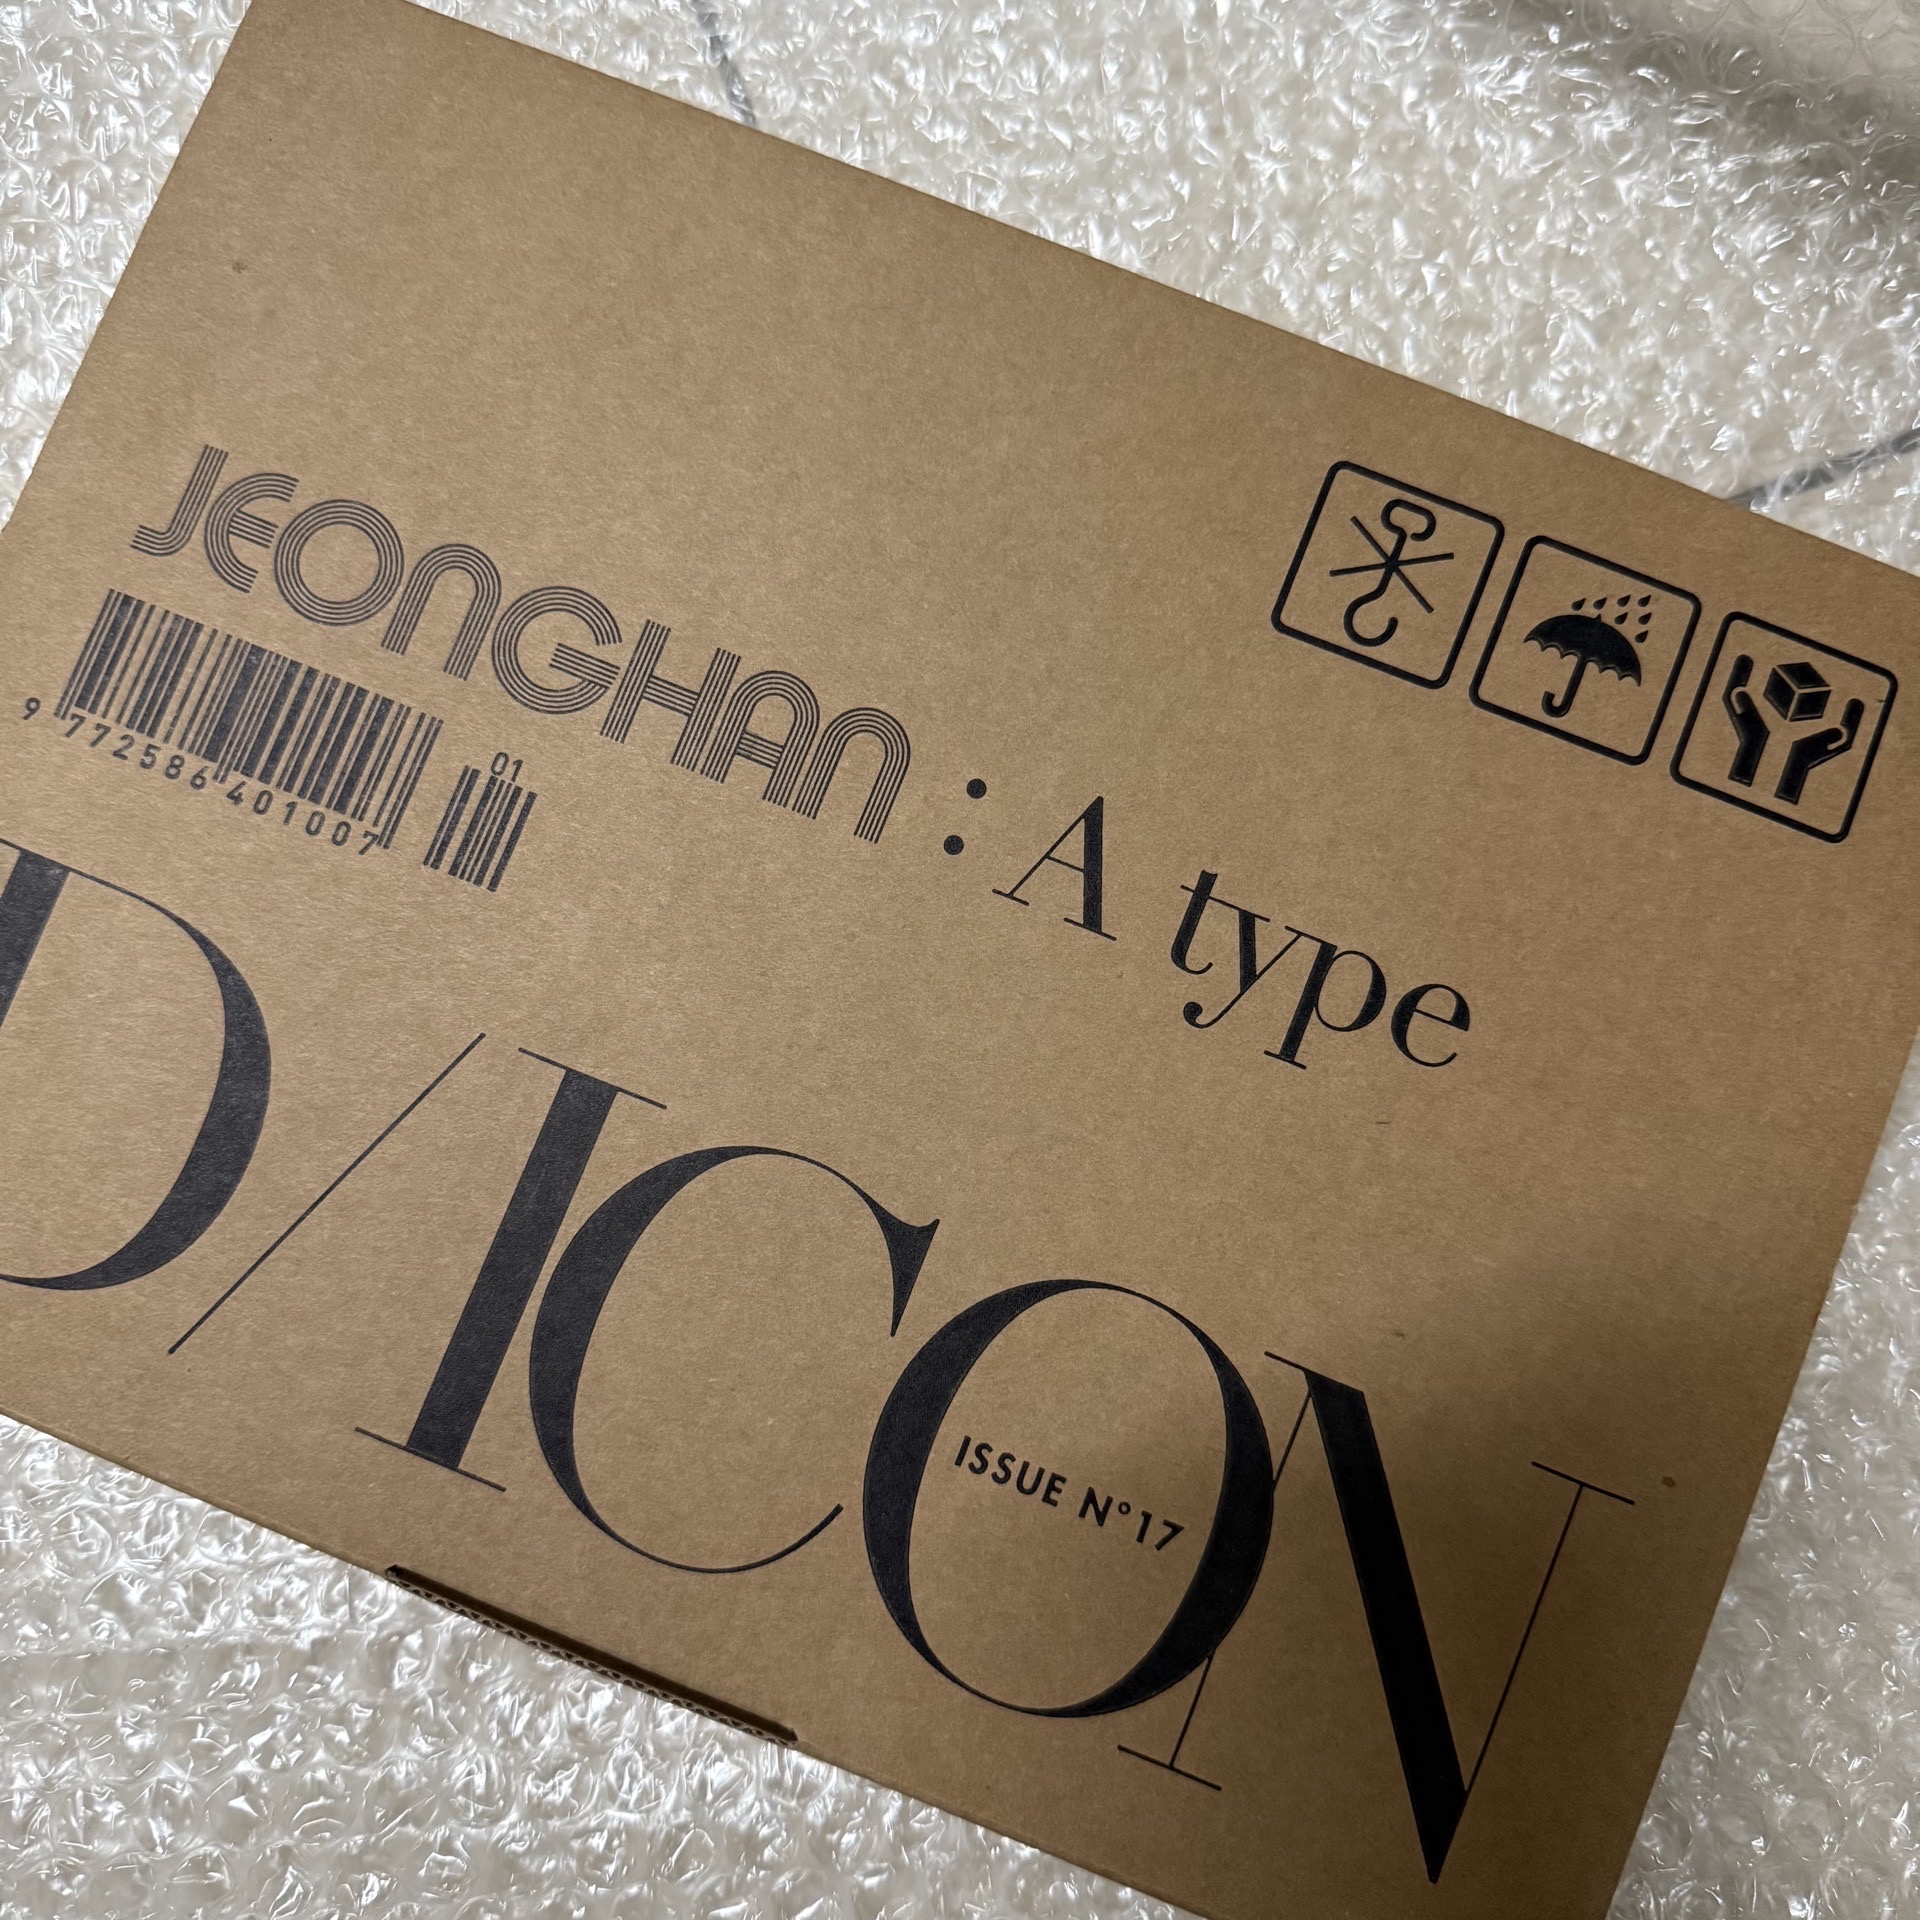 JEONGHAN : A type
01
9 772586 401007
D/ICON
ISSUE N°17